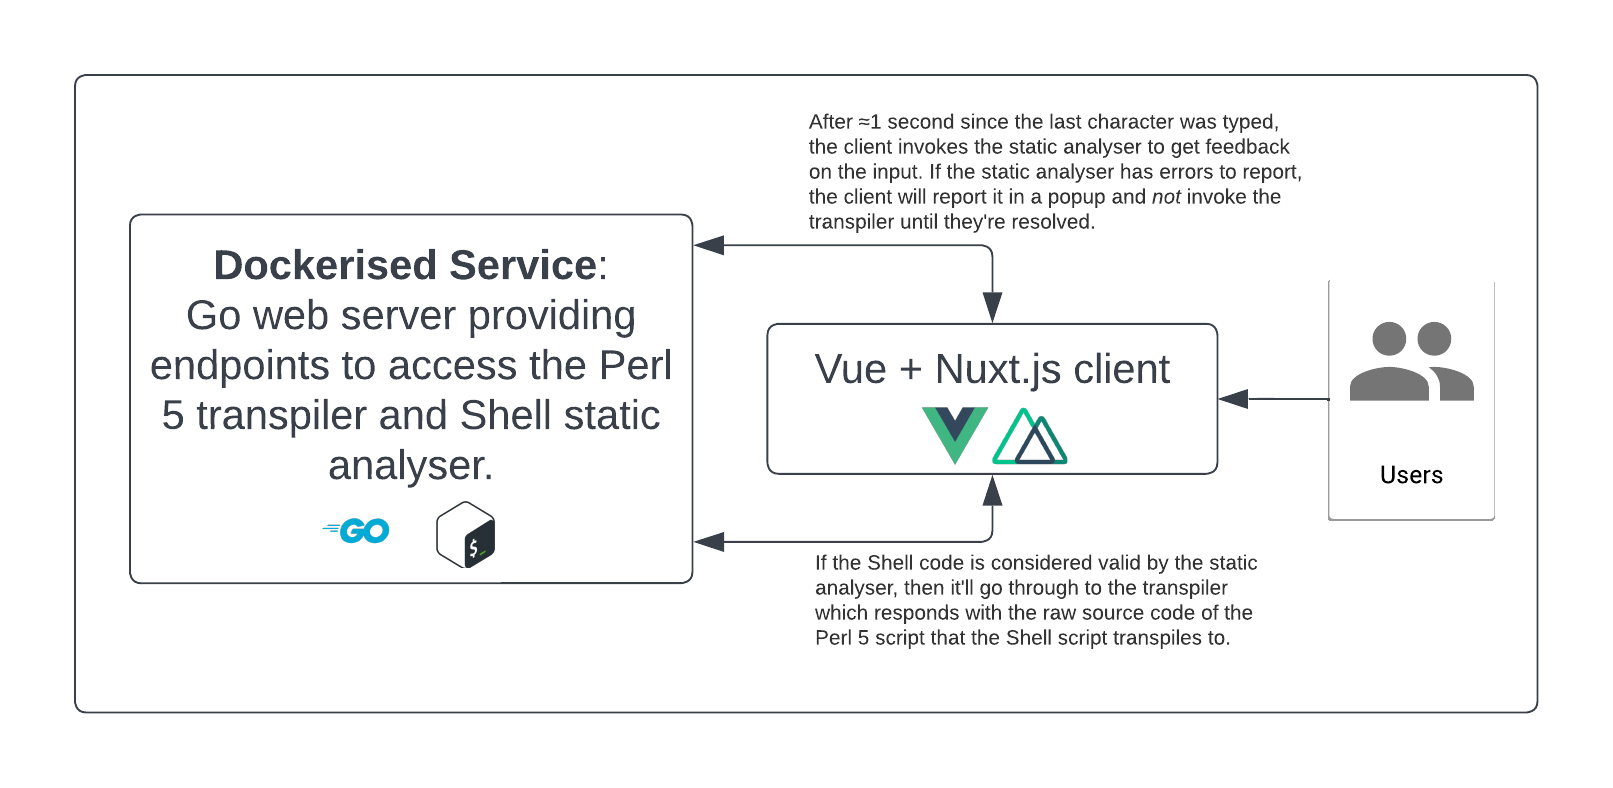 After ≈1 second since the last character was typed,
the client invokes the static analyser to get feedback
on the input. If the static analyser has errors to report,
the client will report it in a popup and not invoke the
transpiler until they're resolved.
Dockerised Service:
Go web server providing
endpoints to access the Perl
5 transpiler and Shell static
analyser.
GO
$_
Vue + Nuxt.js client
Users
If the Shell code is considered valid by the static
analyser, then it'll go through to the transpiler
which responds with the raw source code of the
Perl 5 script that the Shell script transpiles to.